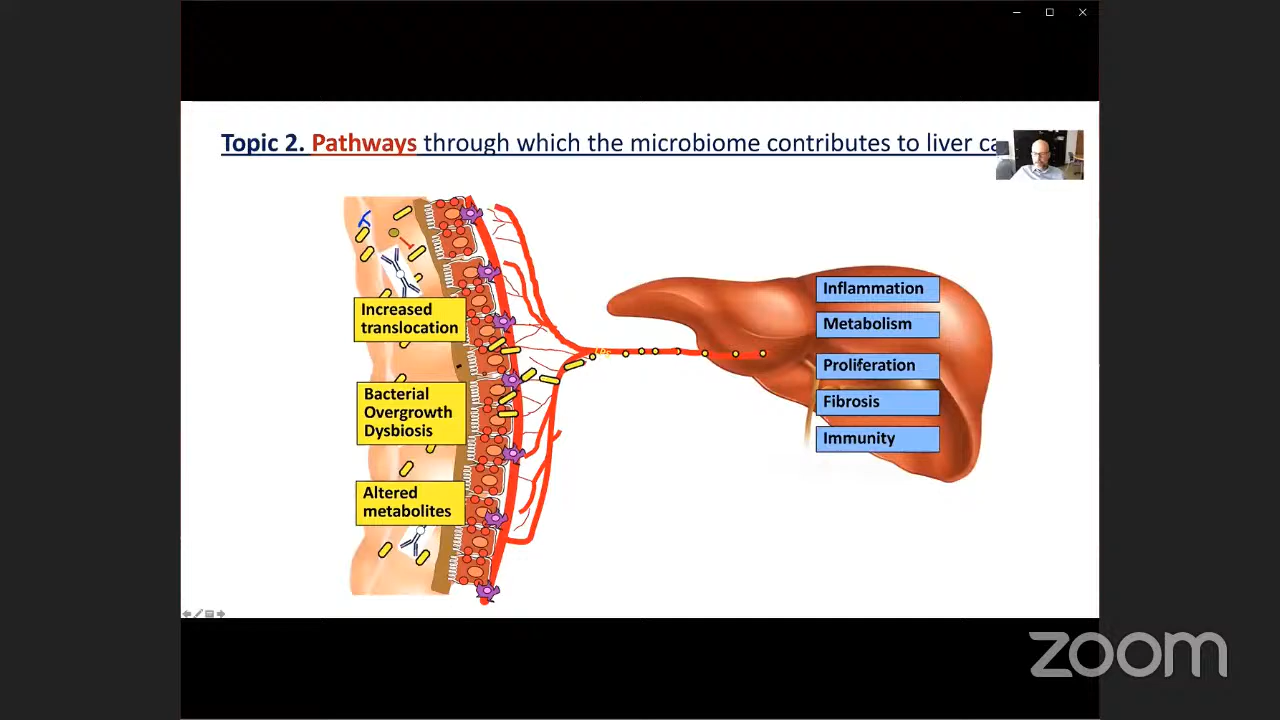 Topic 2. Pathways through which the microbiome contributes to liver ca
Increased
translocation
Bacterial
Overgrowth
Dysbiosis
Altered
metabolites
LPS
Inflammation
Metabolism
Proliferation
Fibrosis
Immunity
zoom